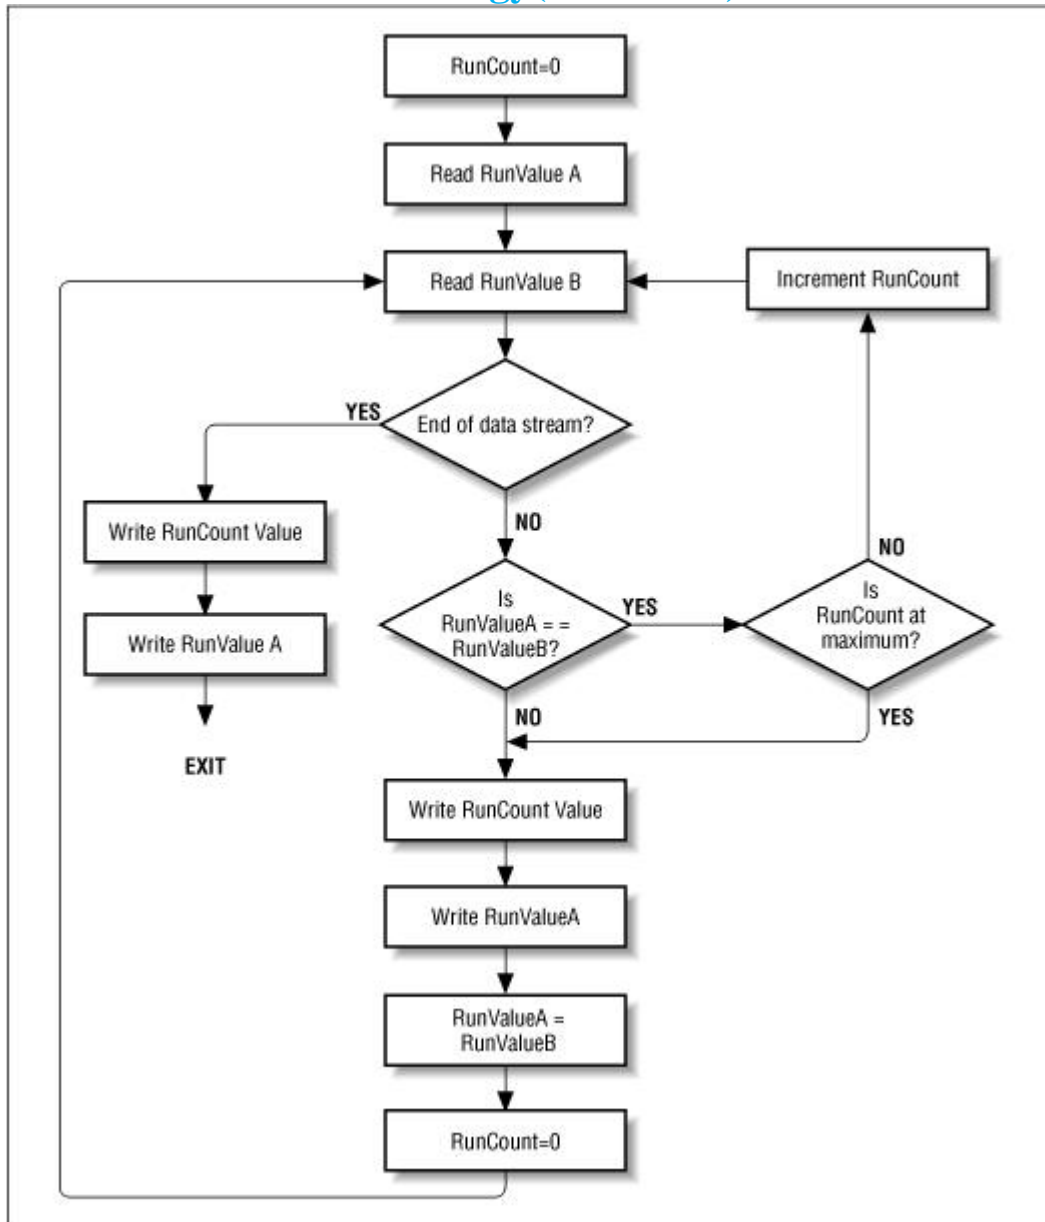 RunCount=0
Read RunValue A
Read RunValue B
Increment RunCount
End of data stream?
YES
NO
Write RunCount Value
Write RunValue A
EXIT
Is
RunValueA = =
RunValueB?
YES
NO
Is
RunCount at
maximum?
NO
YES
Write RunCount Value
Write RunValueA
RunValueA =
RunValueB
RunCount=0